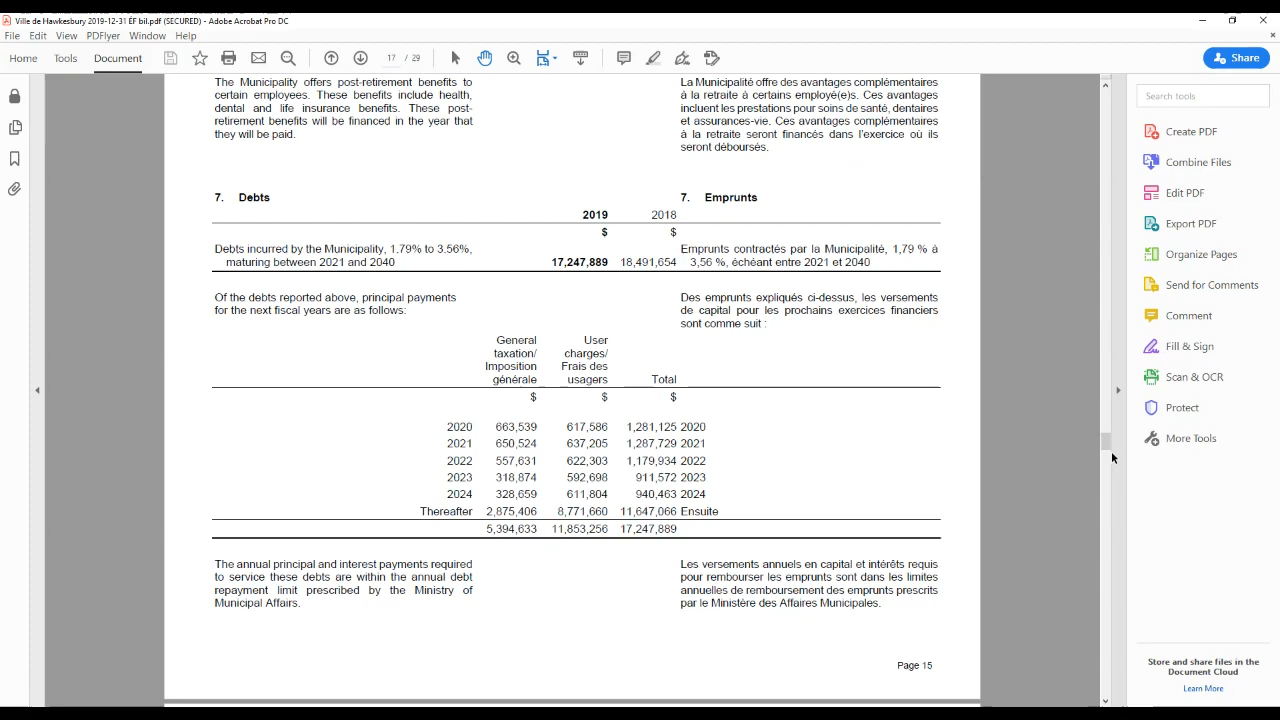 Ville de Hawkesbury 2019-12-31 ÉF bil.pdf (SECURED) - Adobe Acrobat Pro DC
File Edit View PDFlyer Window Help
Home Tools Document 17 / 29 Share
The Municipality offers post-retirement benefits to
certain employees. These benefits include health,
dental and life insurance benefits. These post-
retirement benefits will be financed in the year that
they will be paid.
La Municipalité offre des avantages complémentaires
à la retraite à certains employé(e)s. Ces avantages
incluent les prestations pour soins de santé, dentaires
et assurances-vie. Ces avantages complémentaires
à la retraite seront financés dans l'exercice où ils
seront déboursés.
7. Debts
7. Emprunts
2019 2018
$ $
Debts incurred by the Municipality, 1.79% to 3.56%,
maturing between 2021 and 2040 17,247,889 18,491,654
Emprunts contractés par la Municipalité, 1,79 % à
3,56 %, échéant entre 2021 et 2040
Of the debts reported above, principal payments
for the next fiscal years are as follows:
Des emprunts expliqués ci-dessus, les versements
de capital pour les prochains exercices financiers
sont comme suit :
General
taxation/
Imposition
générale
User
charges/
Frais des
usagers
Total
$ $ $
2020 663,539 617,586 1,281,125 2020
2021 650,524 637,205 1,287,729 2021
2022 557,631 622,303 1,179,934 2022
2023 318,874 592,698 911,572 2023
2024 328,659 611,804 940,463 2024
Thereafter 2,875,406 8,771,660 11,647,066 Ensuite
5,394,633 11,853,256 17,247,889
The annual principal and interest payments required
to service these debts are within the annual debt
repayment limit prescribed by the Ministry of
Municipal Affairs.
Les versements annuels en capital et intérêts requis
pour rembourser les emprunts sont dans les limites
annuelles de remboursement des emprunts prescrits
par le Ministère des Affaires Municipales.
Page 15
Search tools
Create PDF
Combine Files
Edit PDF
Export PDF
Organize Pages
Send for Comments
Comment
Fill & Sign
Scan & OCR
Protect
More Tools
Store and share files in the
Document Cloud
Learn More